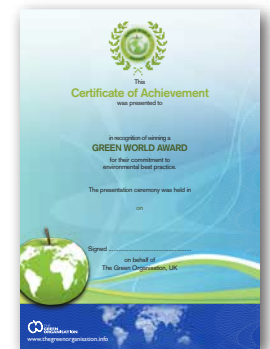 This
Certificate of Achievement
was presented to
in recognition of winning a
GREEN WORLD AWARD
for their commitment to
environmental best practice.
The presentation ceremony was held in
on
Signed ........................................
on behalf of
The Green Organisation, UK
THE
GREEN
ORGANISATION
www.thegreenorganisation.info